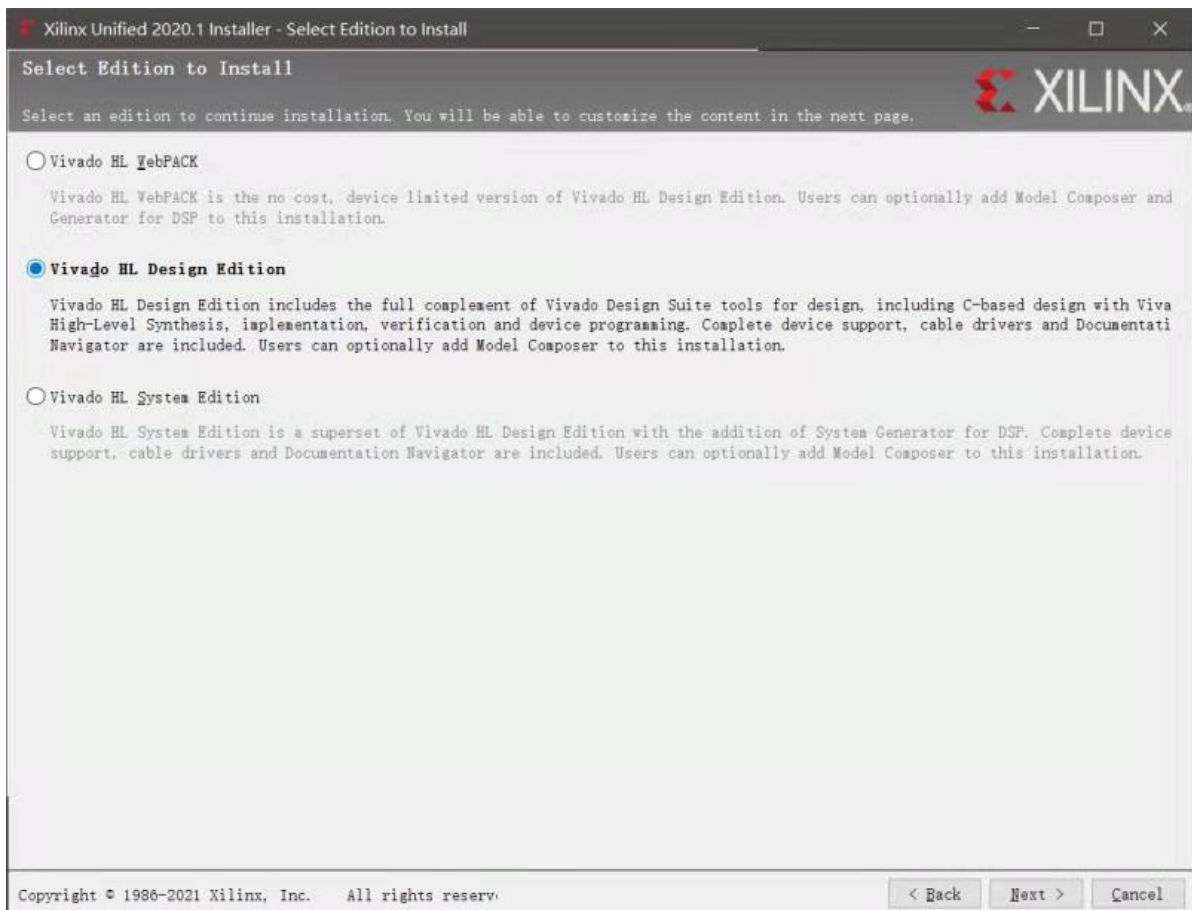 Xilinx Unified 2020.1 Installer - Select Edition to Install
Select Edition to Install
XILINX.
Select an edition to continue installation. You will be able to customize the content in the next page.
Vivado HL WebPACK
Vivado HL WebPACK is the no cost, device limited version of Vivado HL Design Edition. Users can optionally add Model Composer and
Generator for DSP to this installation.
Vivado HL Design Edition
Vivado HL Design Edition includes the full complement of Vivado Design Suite tools for design, including C-based design with Viva
High-Level Synthesis, implementation, verification and device programming. Complete device support, cable drivers and Documentati
Navigator are included. Users can optionally add Model Composer to this installation.
Vivado HL System Edition
Vivado HL System Edition is a superset of Vivado HL Design Edition with the addition of System Generator for DSP. Complete device
support, cable drivers and Documentation Navigator are included. Users can optionally add Model Composer to this installation.
Copyright © 1986-2021 Xilinx, Inc. All rights reserv
< Back Next > Cancel